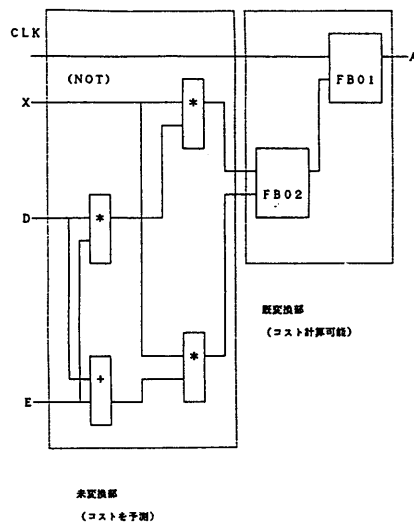 CLK
A
FB01
(NOT)
X
*
FB02
D
*
既変換部
(コスト計算可能)
*
+
E
未変換部
(コストを予測)